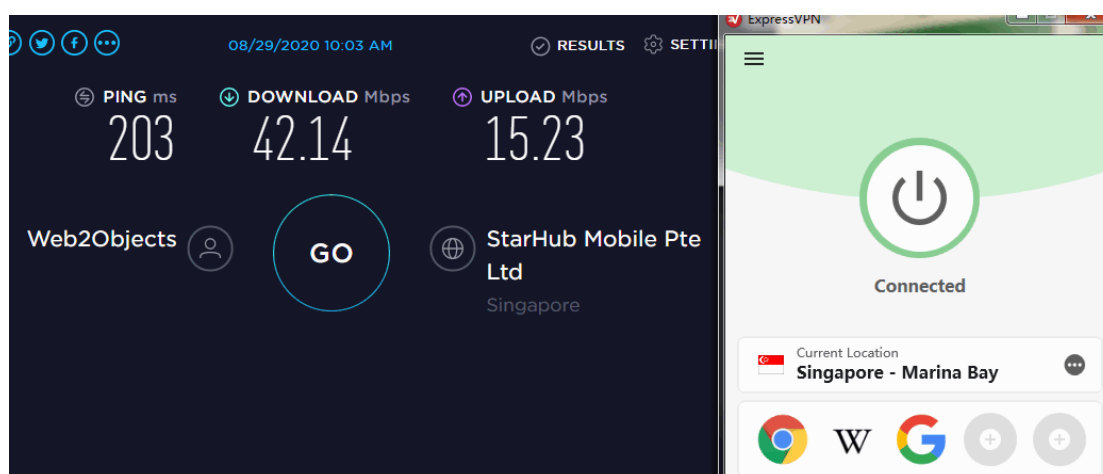 08/29/2020 10:03 AM
RESULTS
PING ms
DOWNLOAD Mbps
UPLOAD Mbps
203
42.14
15.23
Web2Objects
GO
StarHub Mobile Pte
Ltd
Singapore
ExpressVPN
Connected
Current Location
Singapore - Marina Bay
W